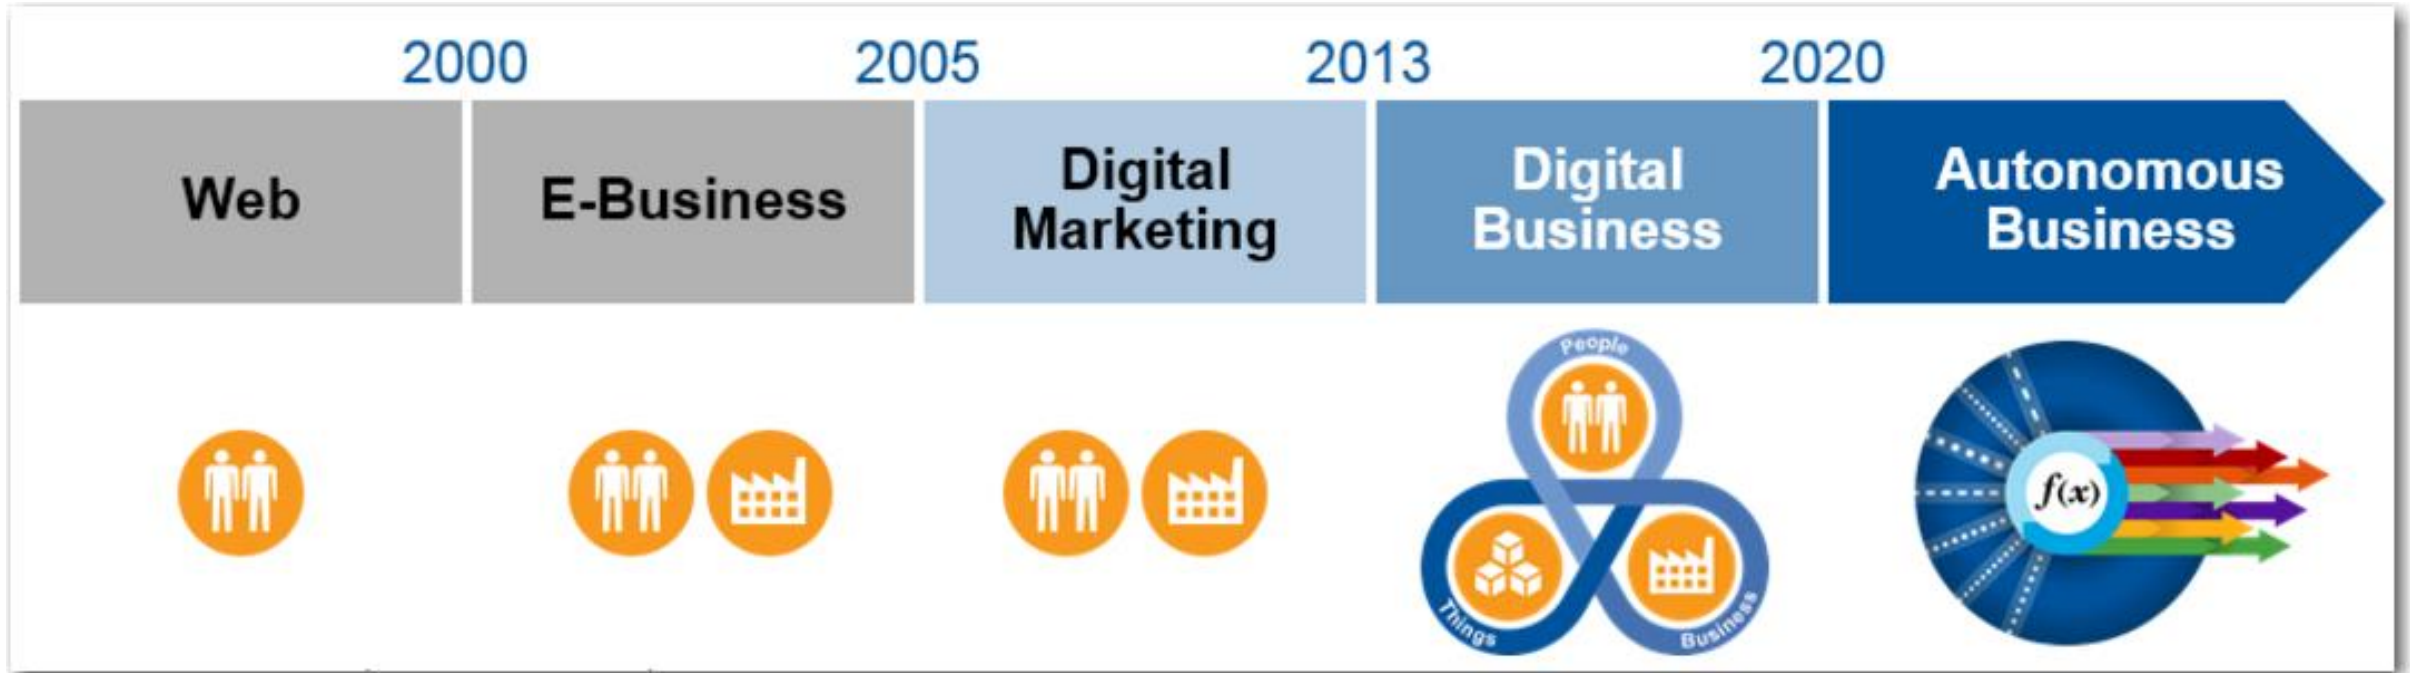 2000
2005
2013
2020
Web
E-Business
Digital
Marketing
Digital
Business
Autonomous
Business
People
Things
Business
f(x)